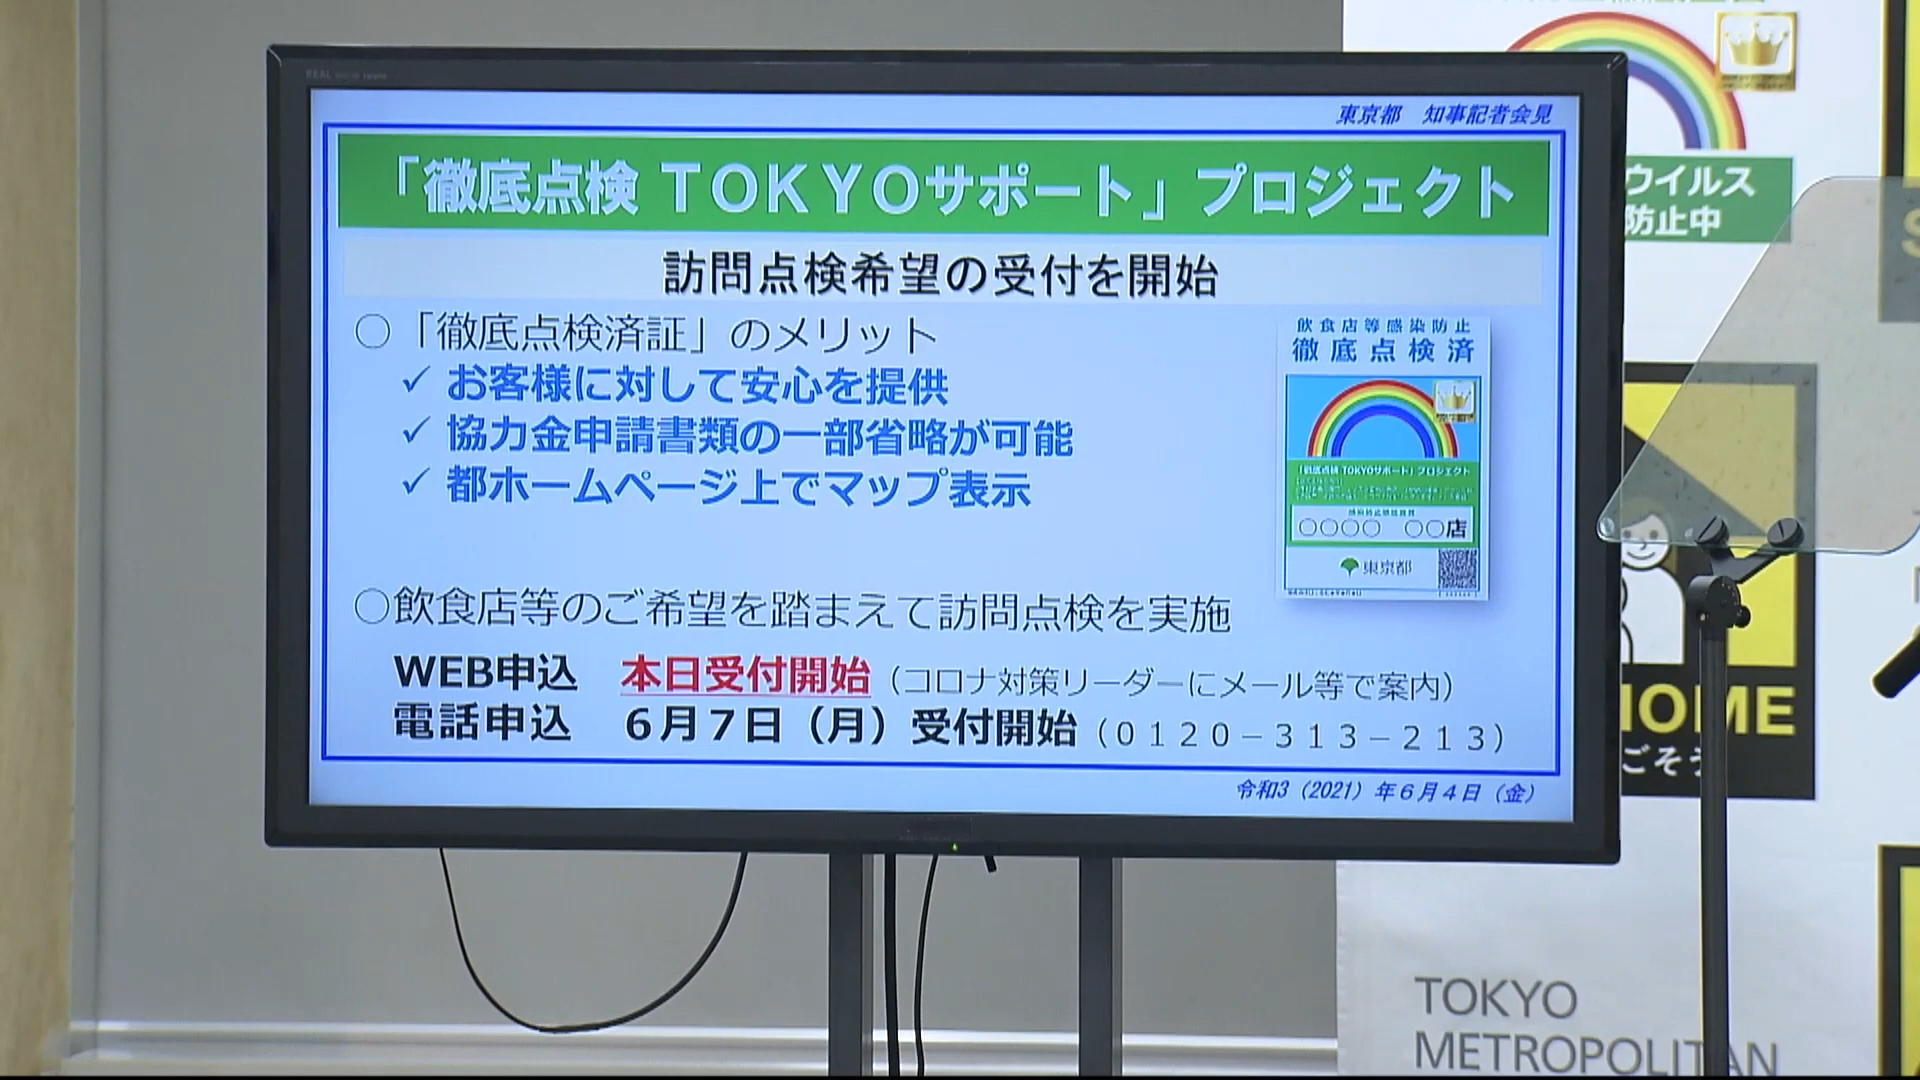 REAL
東京都　知事記者会見
「徹底点検 TOKYOサポート」プロジェクト
訪問点検希望の受付を開始
○「徹底点検済証」のメリット
✓ お客様に対して安心を提供
✓ 協力金申請書類の一部省略が可能
✓ 都ホームページ上でマップ表示
飲食店等感染防止
徹底点検済
「徹底点検 TOKYOサポート」プロジェクト
○○○○　○○店
東京都
○飲食店等のご希望を踏まえて訪問点検を実施
WEB申込　本日受付開始（コロナ対策リーダーにメール等で案内）
電話申込　６月７日（月）受付開始（０１２０－３１３－２１３）
令和3（2021）年６月４日（金）
ウイルス
防止中
HOME
ごそう
TOKYO
METROPOLITAN